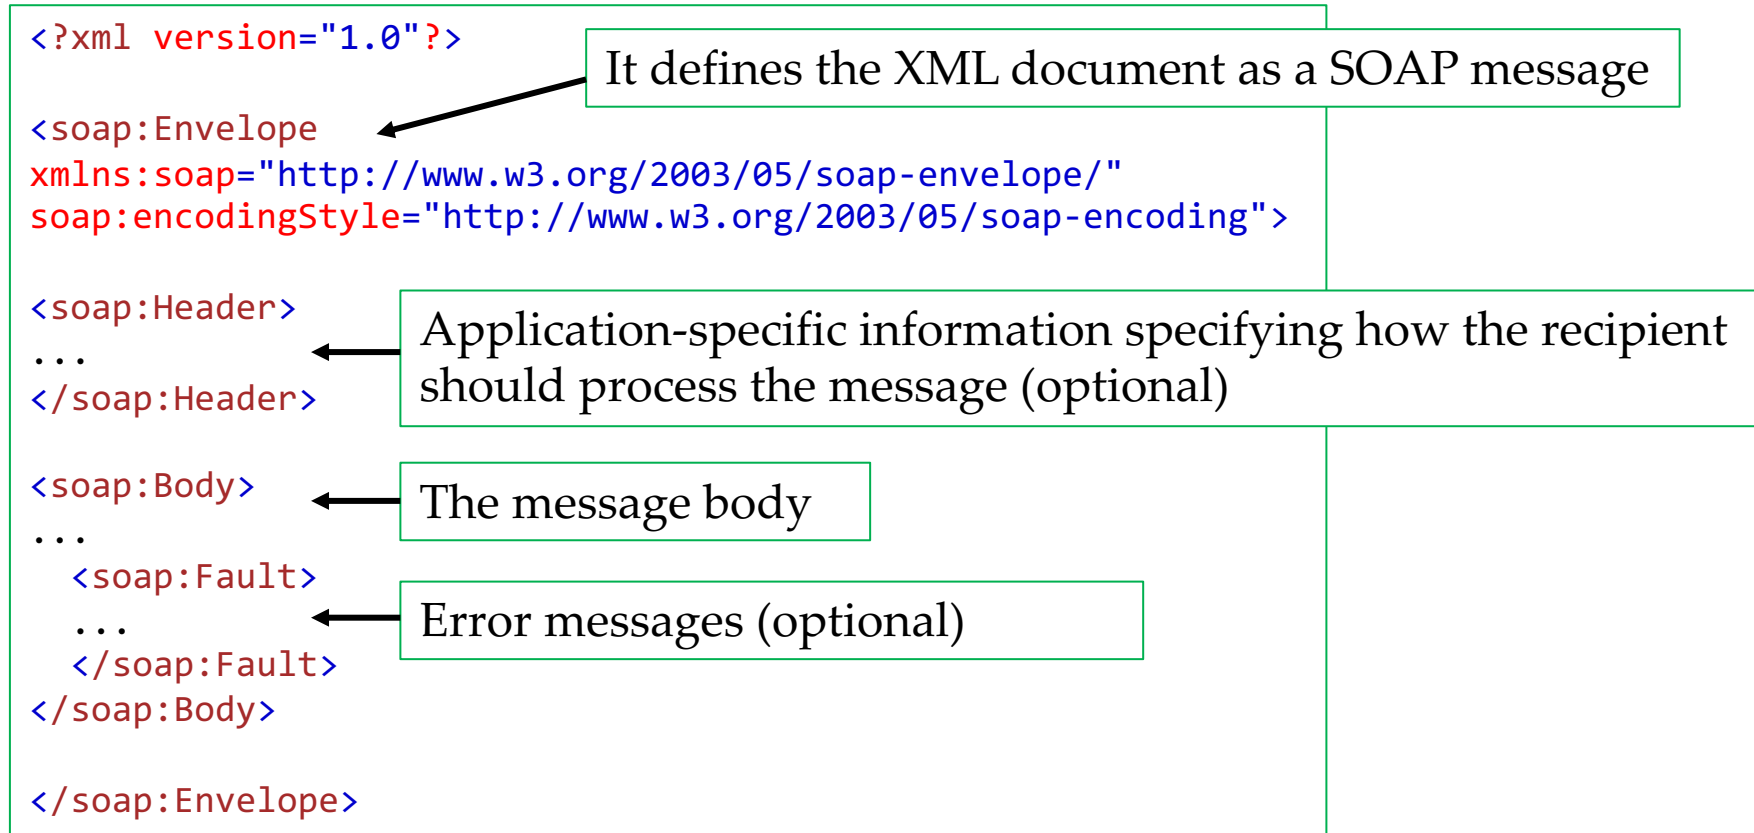 <?xml version="1.0"?>
It defines the XML document as a SOAP message
<soap:Envelope
xmlns:soap="http://www.w3.org/2003/05/soap-envelope/"
soap:encodingStyle="http://www.w3.org/2003/05/soap-encoding">
<soap:Header>
...
</soap:Header>
Application-specific information specifying how the recipient
should process the message (optional)
<soap:Body>
The message body
...
<soap:Fault>
...
Error messages (optional)
</soap:Fault>
</soap:Body>
</soap:Envelope>